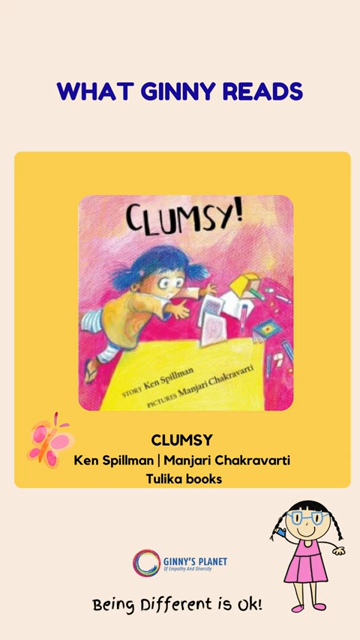 WHAT GINNY READS
CLUMSY!
STORY Ken Spillman
PICTURES Manjari Chakravarti
CLUMSY
Ken Spillman | Manjari Chakravarti
Tulika books
GINNY'S PLANET
Of Empathy And Diversity
Being Different is Ok!